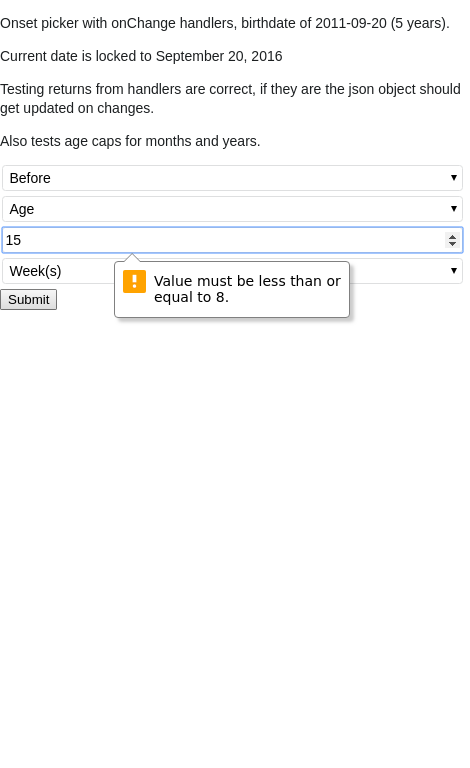 Onset picker with onChange handlers, birthdate of 2011-09-20 (5 years).
Current date is locked to September 20, 2016
Testing returns from handlers are correct, if they are the json object should
get updated on changes.
Also tests age caps for months and years.
Before
Age
15
Week(s)
Value must be less than or
equal to 8.
Submit